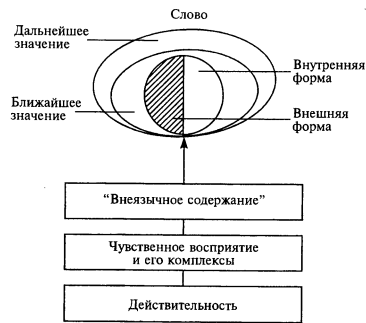 Слово
Дальнейшее
значение
Внутренняя
форма
Ближайшее
значение
Внешняя
форма
“Внеязычное содержание”
Чувственное восприятие
и его комплексы
Действительность